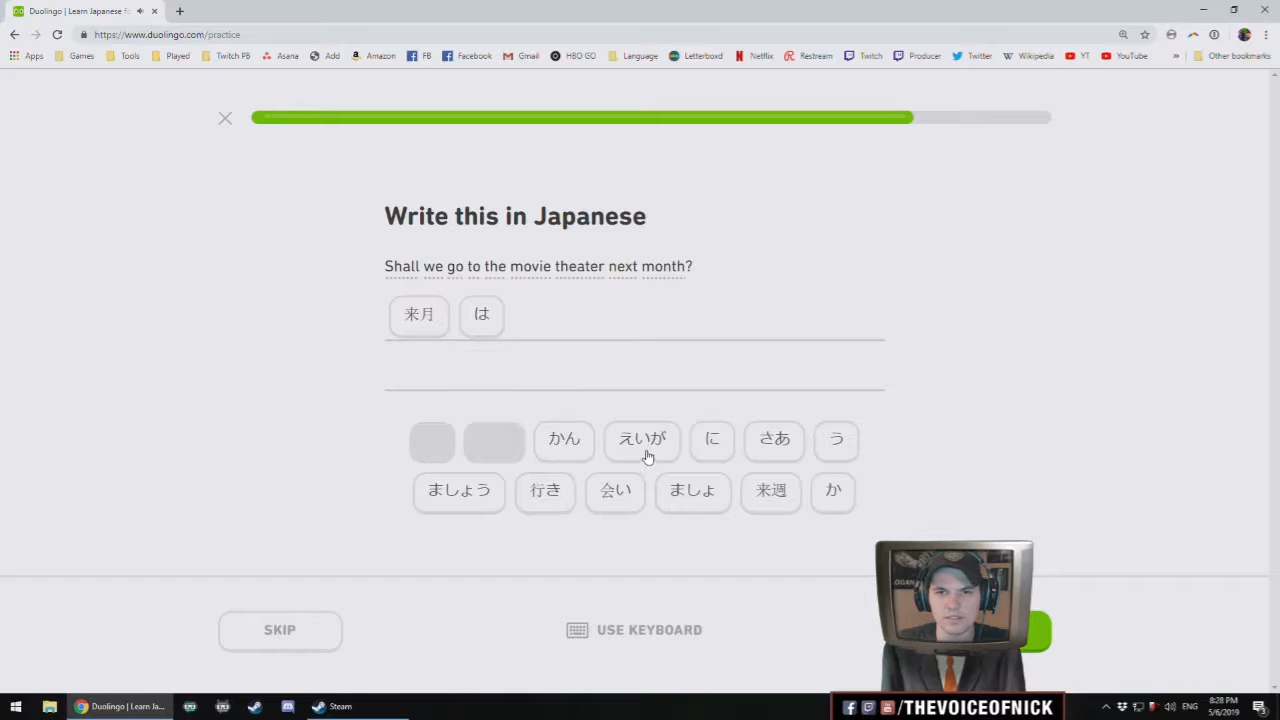 Duolingo | Learn Japanese f
https://www.duolingo.com/practice
Apps Games Tools Played Twitch PB Asana Add Amazon FB Facebook Gmail HBO GO Language Letterboxd Netflix Restream Twitch Producer Twitter Wikipedia YT YouTube » Other bookmarks
Write this in Japanese
Shall we go to the movie theater next month?
来月 は
かん えいが に さあ う
ましょう 行き 会い ましょ 来週 か
SKIP USE KEYBOARD
/THEVOICEOFNICK
Duolingo | Learn Ja... Steam ENG 8:28 PM
5/6/2019